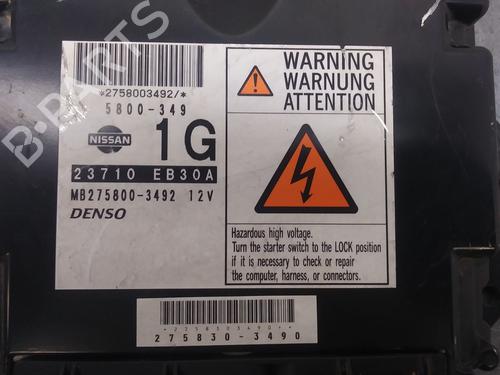 *2758003492/*
5800-349
NISSAN
1G
23710 EB30A
MB275800-3492 12V
DENSO
WARNING
WARNUNG
ATTENTION
Hazardous high voltage.
Turn the starter switch to the LOCK position
if it is necessary to check or repair
the computer, harness, or connectors.
**2758303490**
275830-3490
B-PARTS